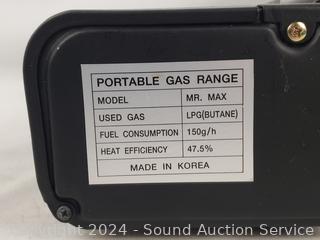 PORTABLE GAS RANGE
MODEL MR. MAX
USED GAS LPG(BUTANE)
FUEL CONSUMPTION 150g/h
HEAT EFFICIENCY 47.5%
MADE IN KOREA
Copyright 2024 - Sound Auction Service